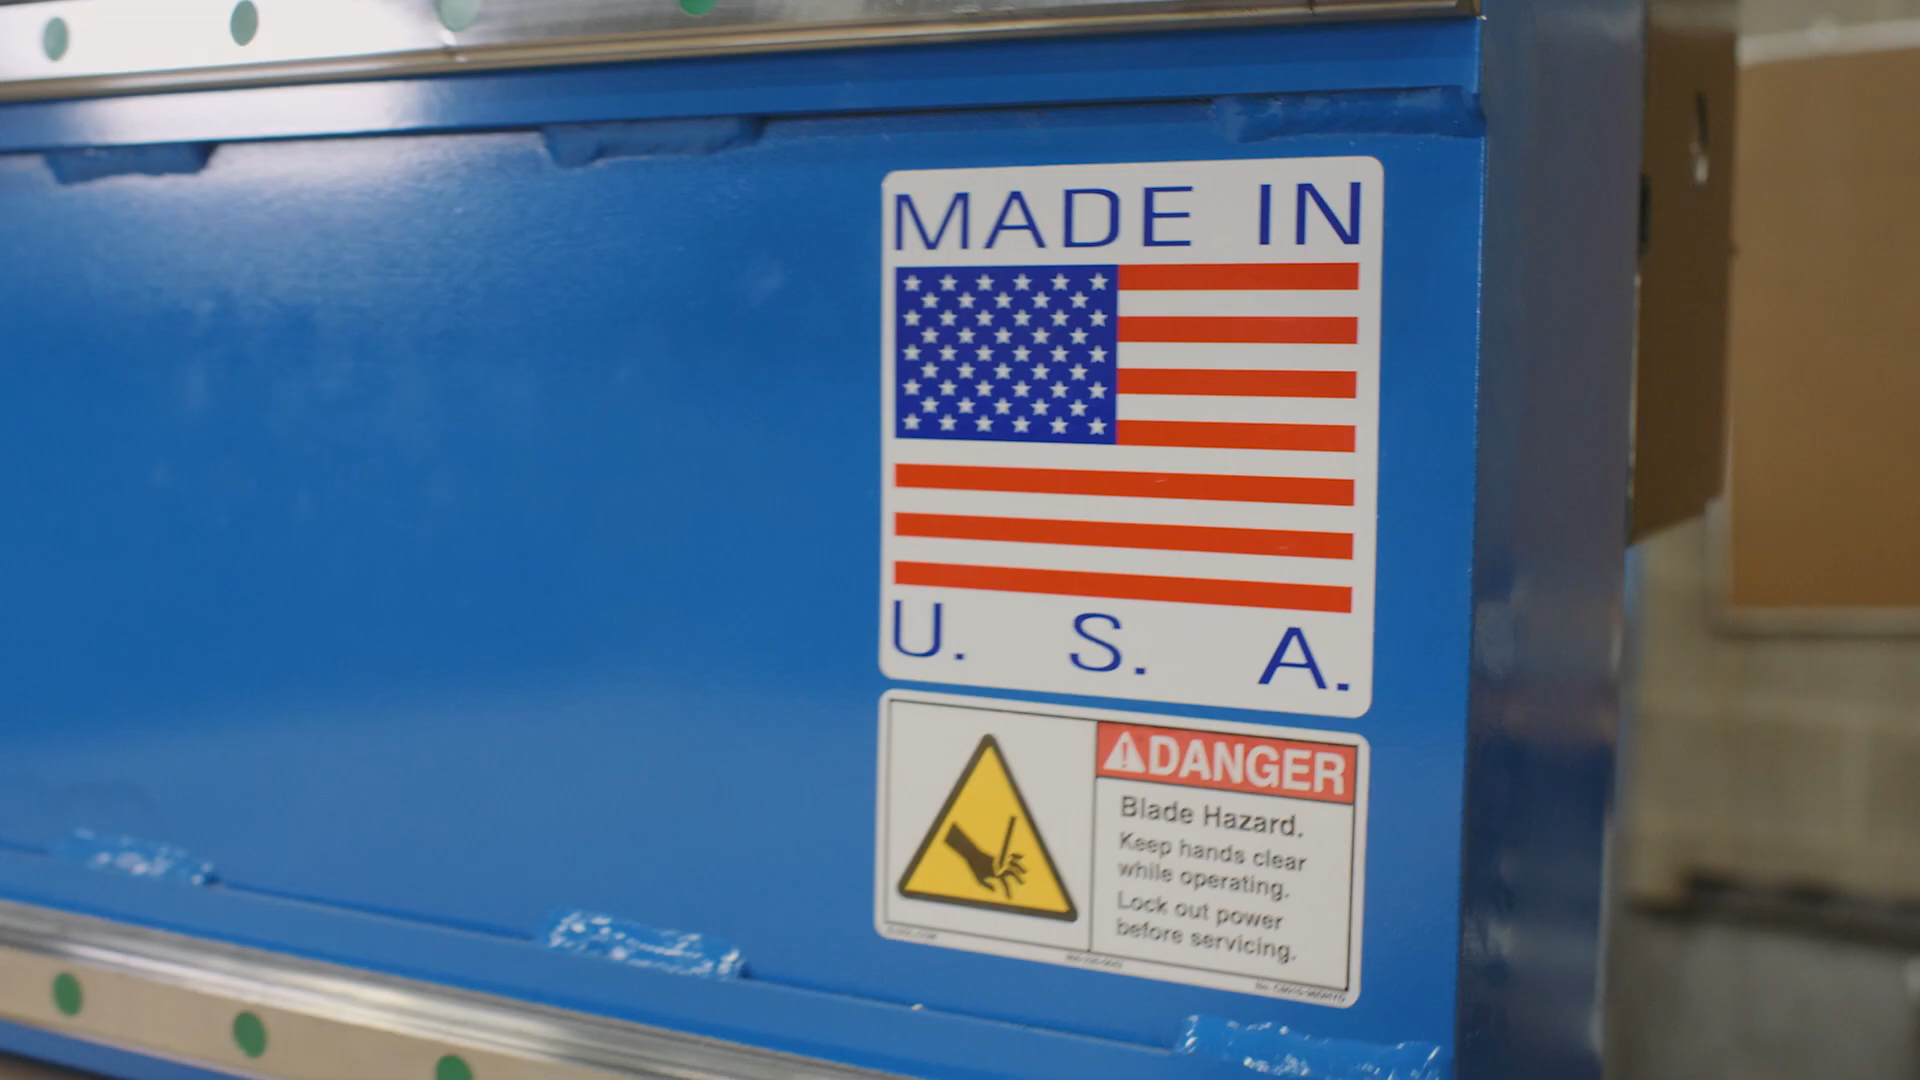 MADE IN
U. S. A.
DANGER
Blade Hazard.
Keep hands clear
while operating.
Lock out power
before servicing.